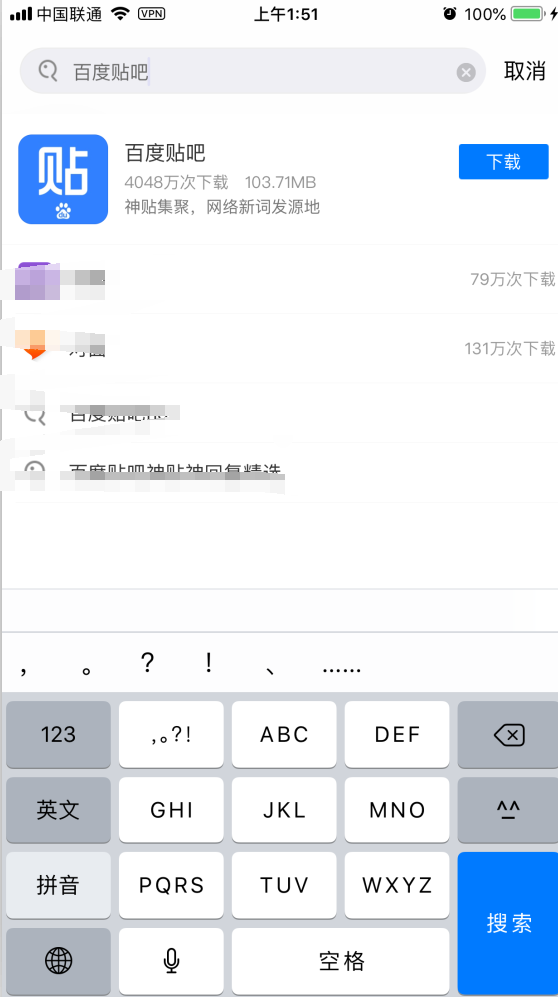 中国联通 VPN 上午1:51 100%
百度贴吧 取消
贴
百度贴吧
4048万次下载 103.71MB
下载
神贴集聚，网络新词发源地
79万次下载
131万次下载
百度贴吧
百度贴吧神贴神回复精选
， 。 ？ ！ 、 ……
123 ,。?! ABC DEF
英文 GHI JKL MNO ^^
拼音 PQRS TUV WXYZ
搜索
空格